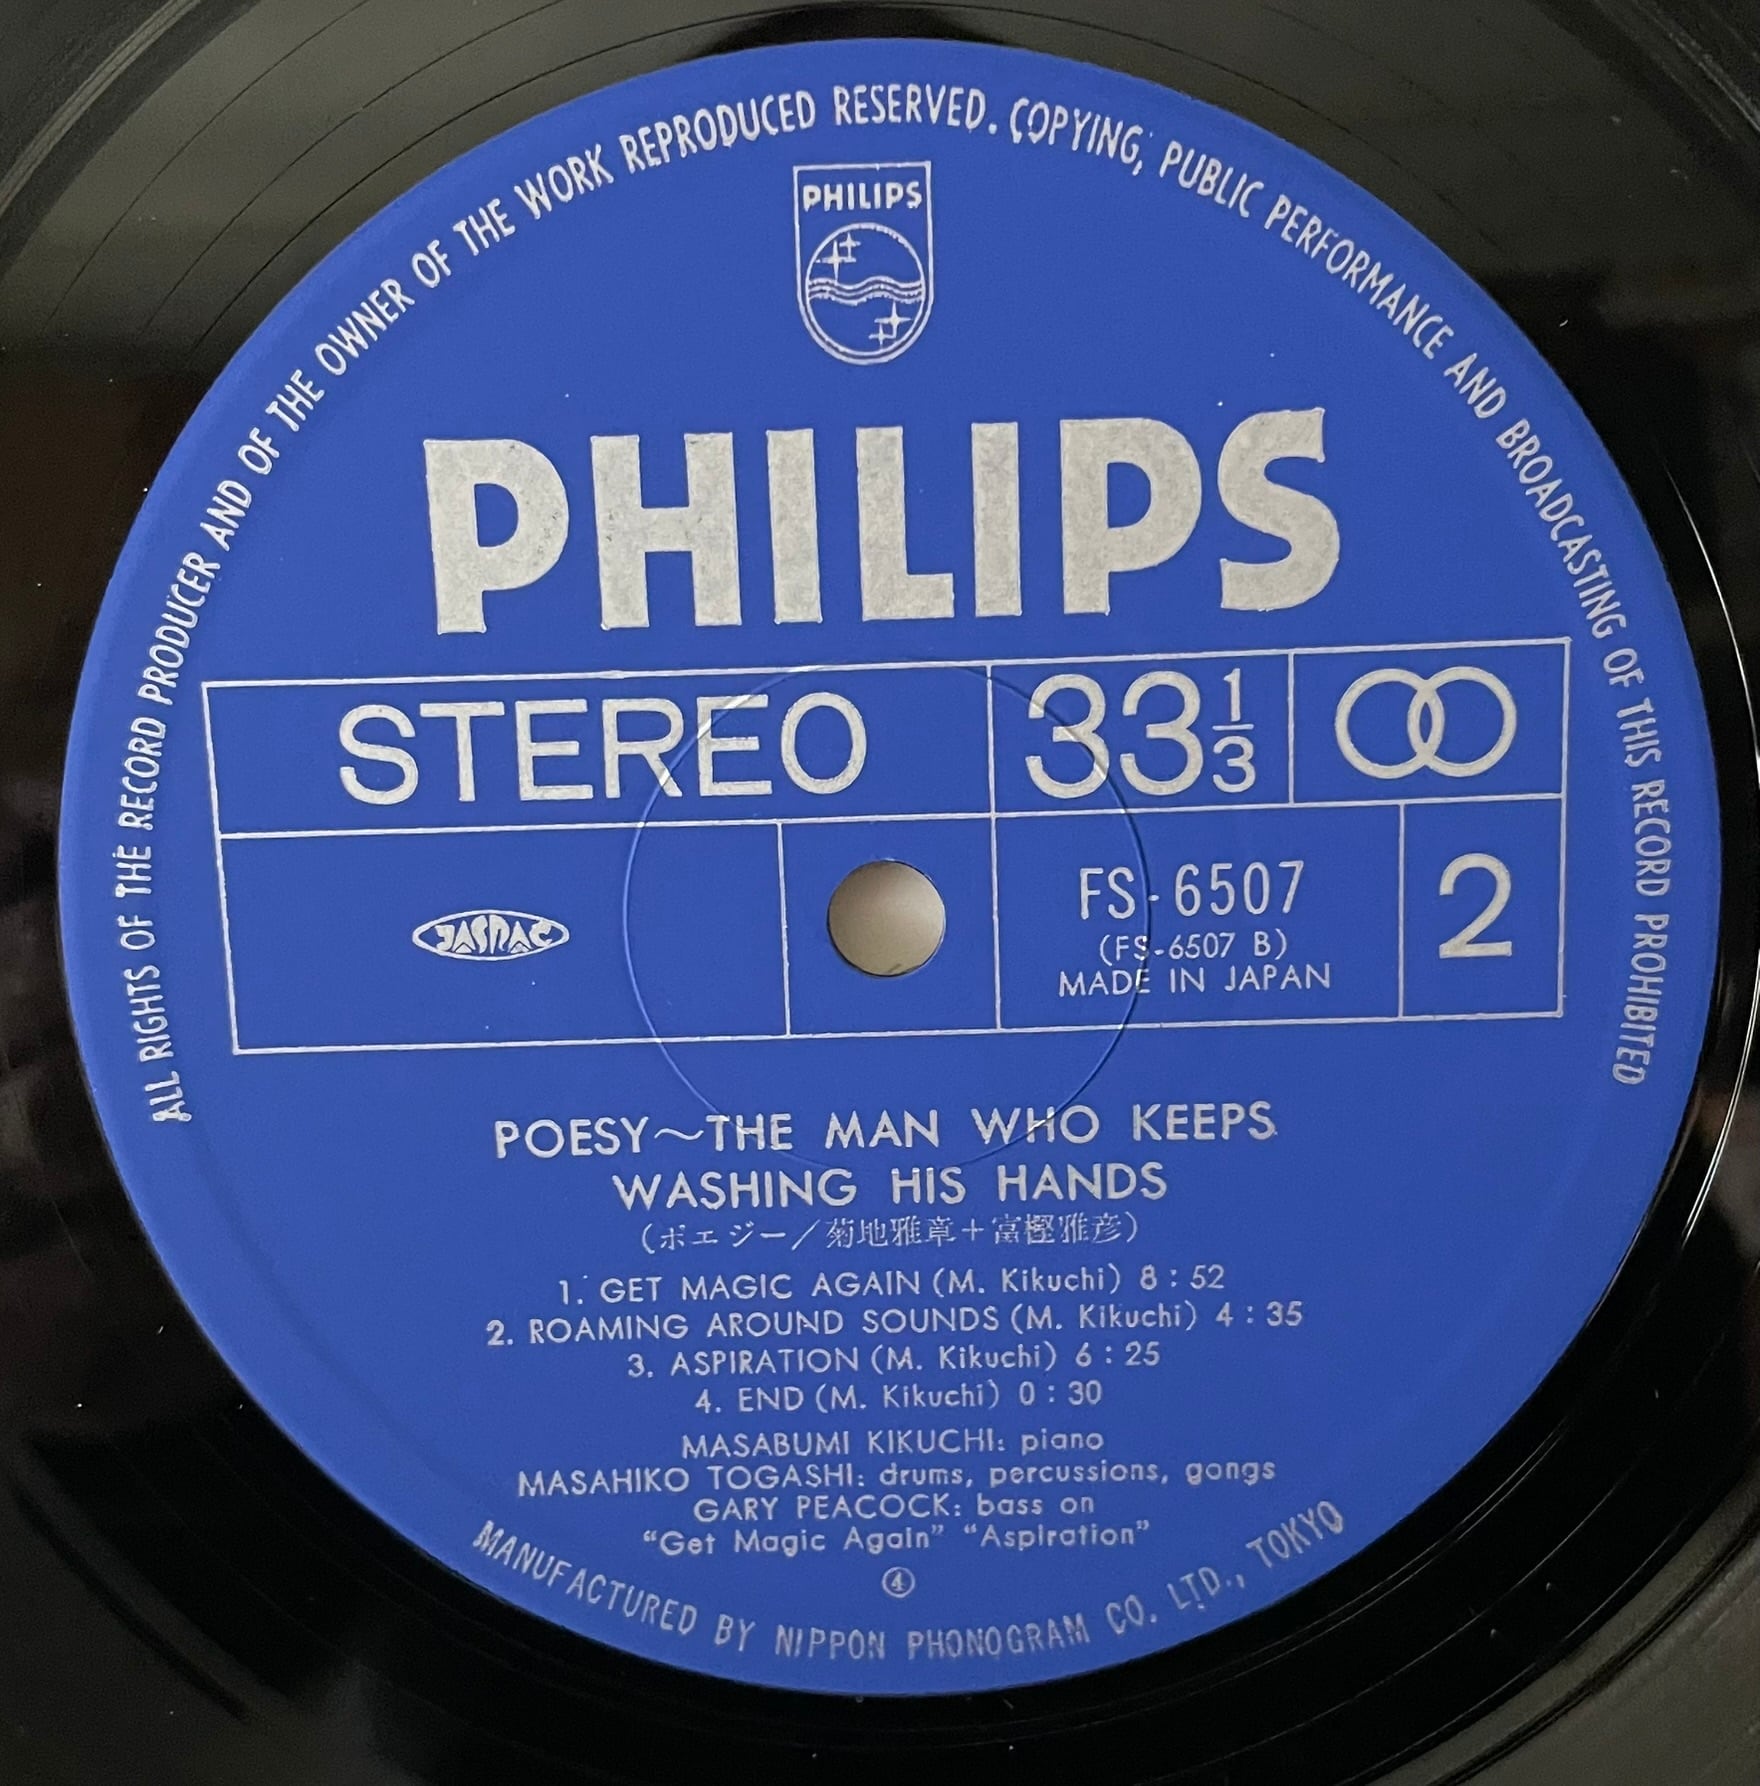 ALL RIGHTS OF THE RECORD PRODUCER AND OF THE OWNER OF THE WORK REPRODUCED RESERVED. COPYING, PUBLIC PERFORMANCE AND BROADCASTING OF THIS RECORD PROHIBITED
PHILIPS
PHILIPS
STEREO 33 1/3
JASRAC
FS-6507 2
(FS-6507 B)
MADE IN JAPAN
POESY～THE MAN WHO KEEPS
WASHING HIS HANDS
(ポエジー／菊地雅章＋富樫雅彦)
1. GET MAGIC AGAIN (M. Kikuchi) 8:52
2. ROAMING AROUND SOUNDS (M. Kikuchi) 4:35
3. ASPIRATION (M. Kikuchi) 6:25
4. END (M. Kikuchi) 0:30
MASABUMI KIKUCHI: piano
MASAHIKO TOGASHI: drums, percussions, gongs
GARY PEACOCK: bass on
“Get Magic Again” “Aspiration”
④
MANUFACTURED BY NIPPON PHONOGRAM CO. LTD., TOKYO